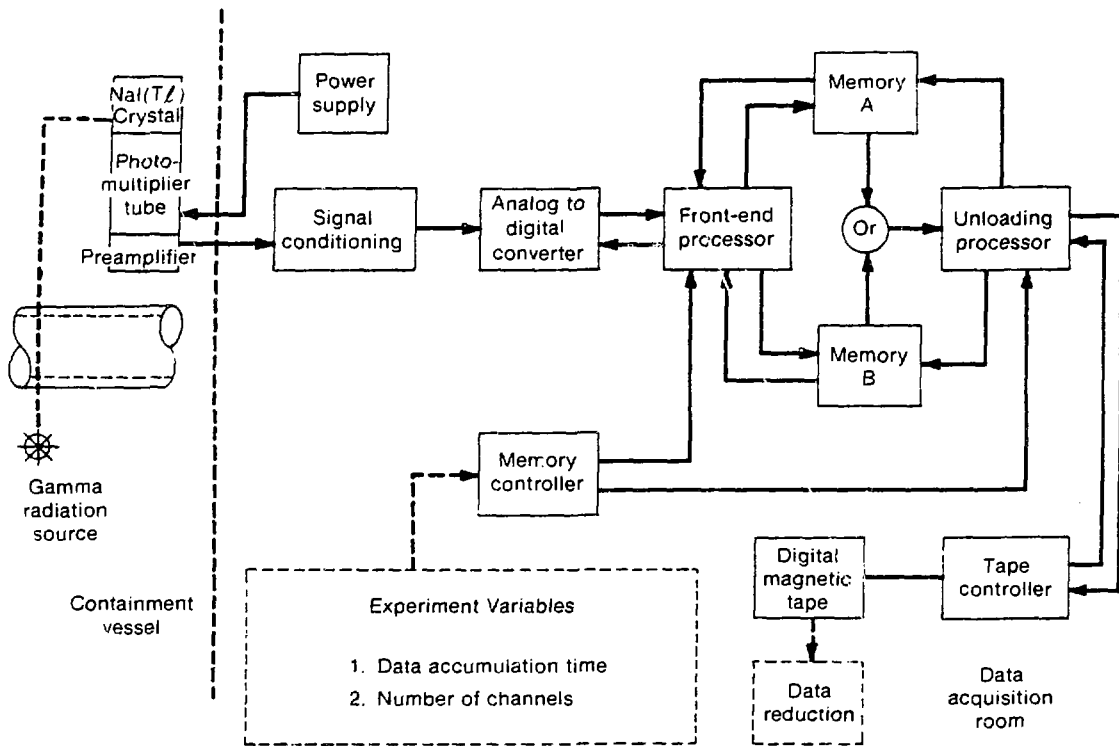 NaI(Tℓ)
Crystal
Photo-
multiplier
tube
Preamplifier
Power
supply
Signal
conditioning
Analog to
digital
converter
Front-end
processor
Memory
A
Or
Memory
B
Unloading
processor
Gamma
radiation
source
Memory
controller
Containment
vessel
Experiment Variables
1. Data accumulation time
2. Number of channels
Digital
magnetic
tape
Tape
controller
Data
reduction
Data
acquisition
room